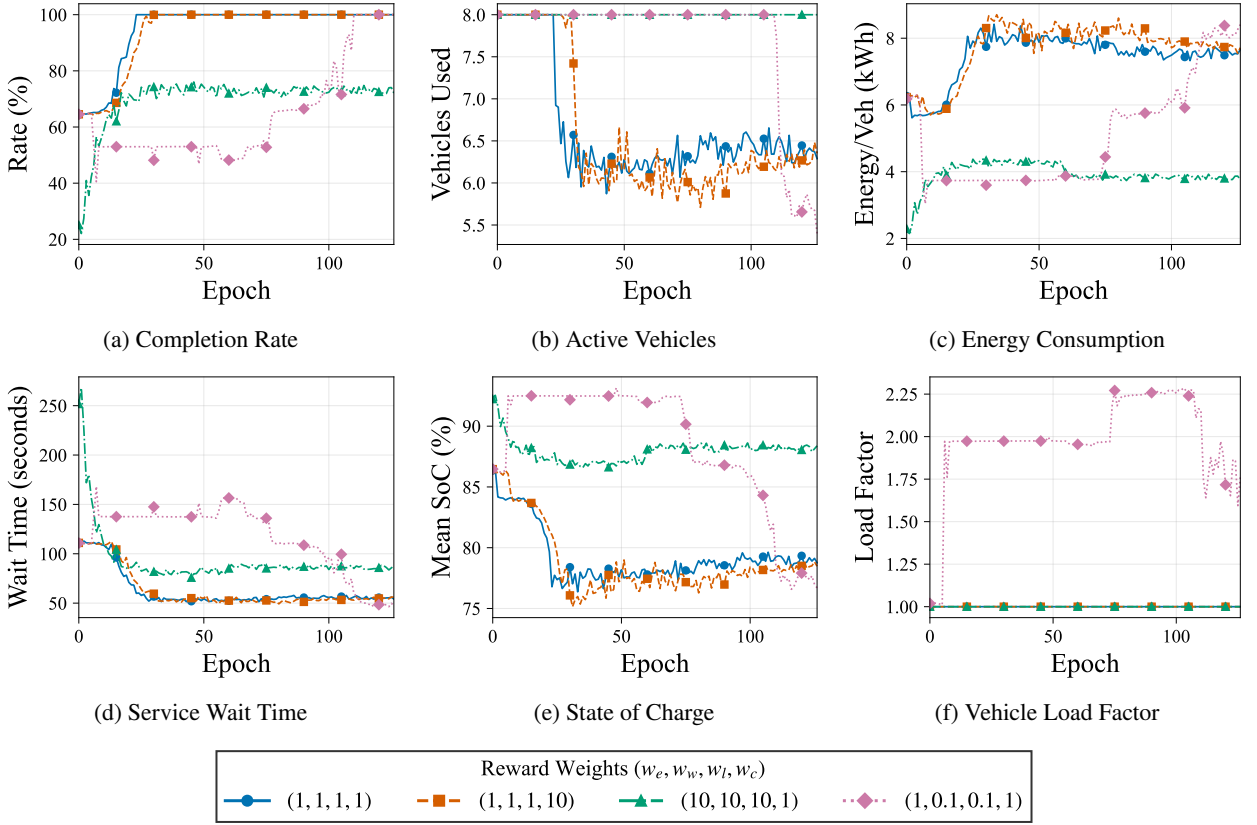 100
80
60
40
20
0
50
100
Rate (%)
Epoch
(a) Completion Rate
8.0
7.5
7.0
6.5
6.0
5.5
0
50
100
Vehicles Used
Epoch
(b) Active Vehicles
8
6
4
2
0
50
100
Energy/Veh (kWh)
Epoch
(c) Energy Consumption
250
200
150
100
50
0
50
100
Wait Time (seconds)
Epoch
(d) Service Wait Time
90
85
80
75
0
50
100
Mean SoC (%)
Epoch
(e) State of Charge
2.25
2.00
1.75
1.50
1.25
1.00
0
50
100
Load Factor
Epoch
(f) Vehicle Load Factor
Reward Weights (w_e, w_w, w_l, w_c)
(1, 1, 1, 1) (1, 1, 1, 10) (10, 10, 10, 1) (1, 0.1, 0.1, 1)